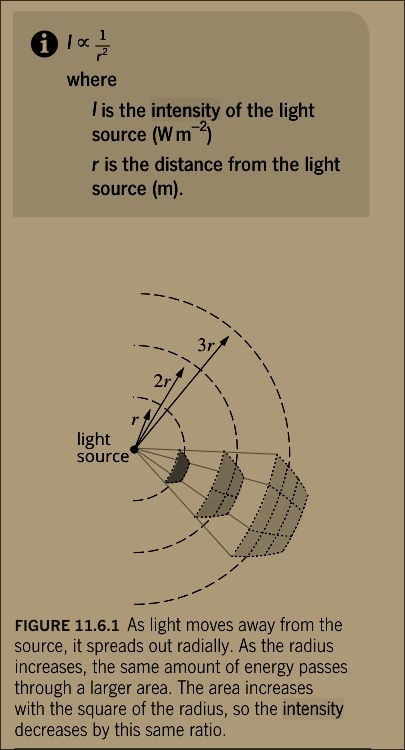 i I ∝ 1/r²
where
I is the intensity of the light
source (W m⁻²)
r is the distance from the light
source (m).
3r
2r
r
light
source
FIGURE 11.6.1 As light moves away from the
source, it spreads out radially. As the radius
increases, the same amount of energy passes
through a larger area. The area increases
with the square of the radius, so the intensity
decreases by this same ratio.